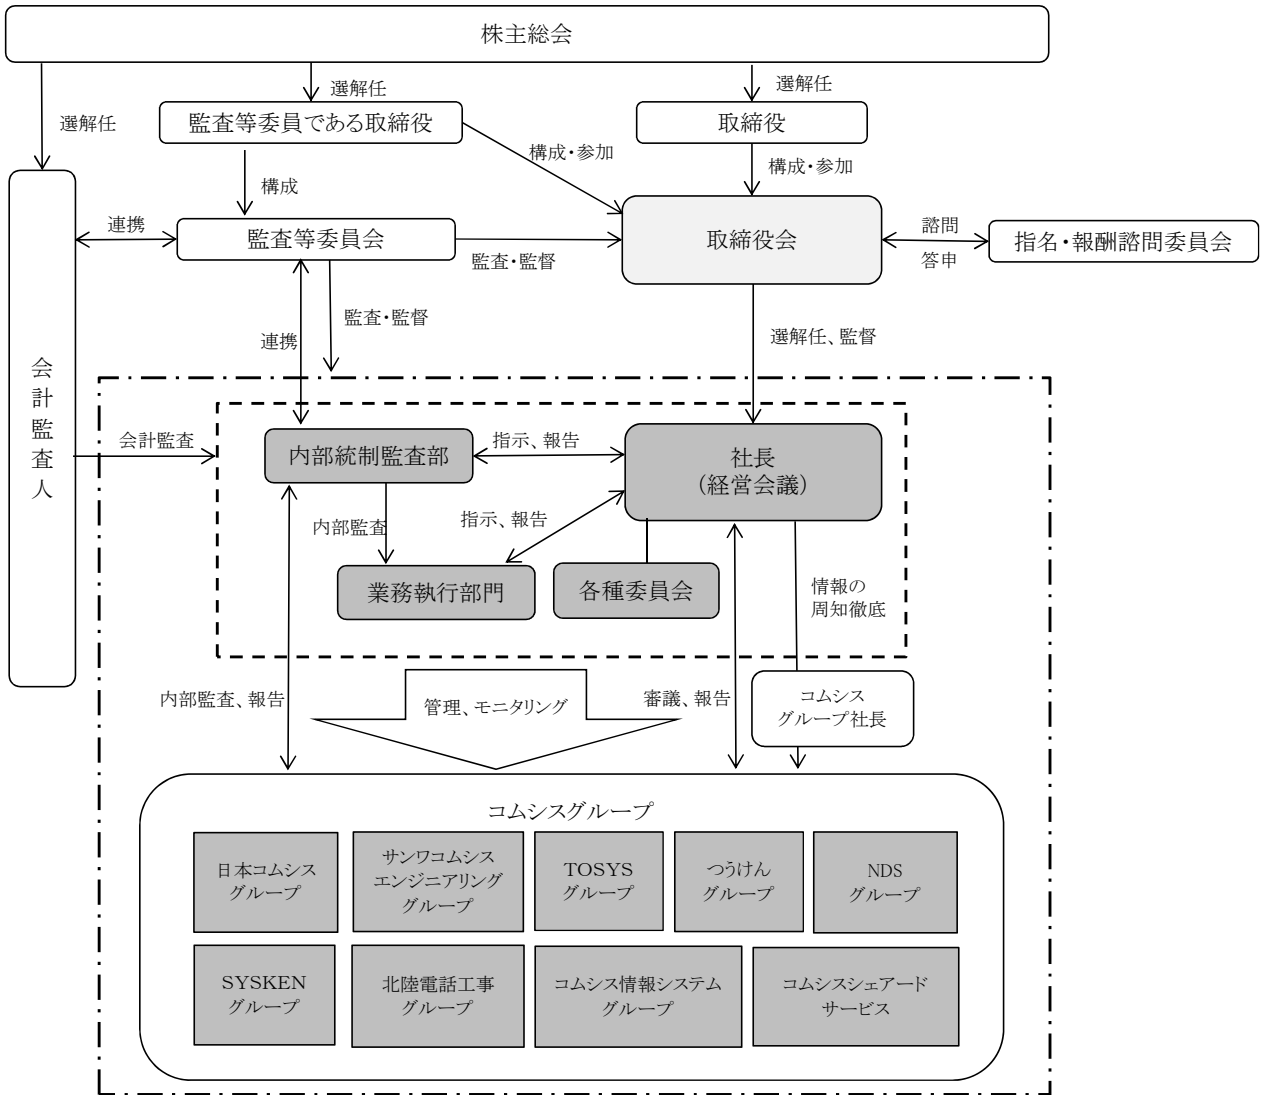 株主総会
選解任
選解任
選解任
監査等委員である取締役
取締役
構成・参加
構成・参加
構成
連携
監査等委員会
監査・監督
取締役会
諮問
答申
指名・報酬諮問委員会
監査・監督
連携
選解任、監督
会
計
監
査
人
会計監査
内部統制監査部
指示、報告
社長
（経営会議）
内部監査
指示、報告
業務執行部門
各種委員会
情報の
周知徹底
内部監査、報告
管理、モニタリング
審議、報告
コムシス
グループ社長
コムシスグループ
日本コムシス
グループ
サンワコムシス
エンジニアリング
グループ
TOSYS
グループ
つうけん
グループ
NDS
グループ
SYSKEN
グループ
北陸電話工事
グループ
コムシス情報システム
グループ
コムシスシェアード
サービス